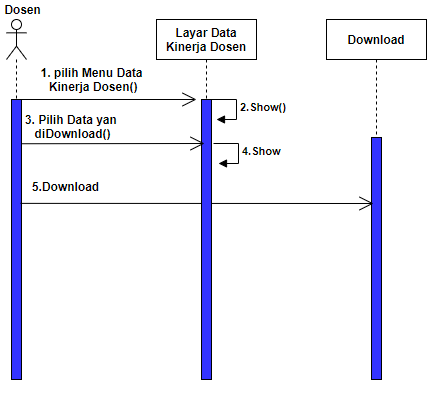 Dosen
Layar Data
Kinerja Dosen
Download
1. pilih Menu Data
Kinerja Dosen()
2.Show()
3. Pilih Data yan
diDownload()
4.Show
5.Download